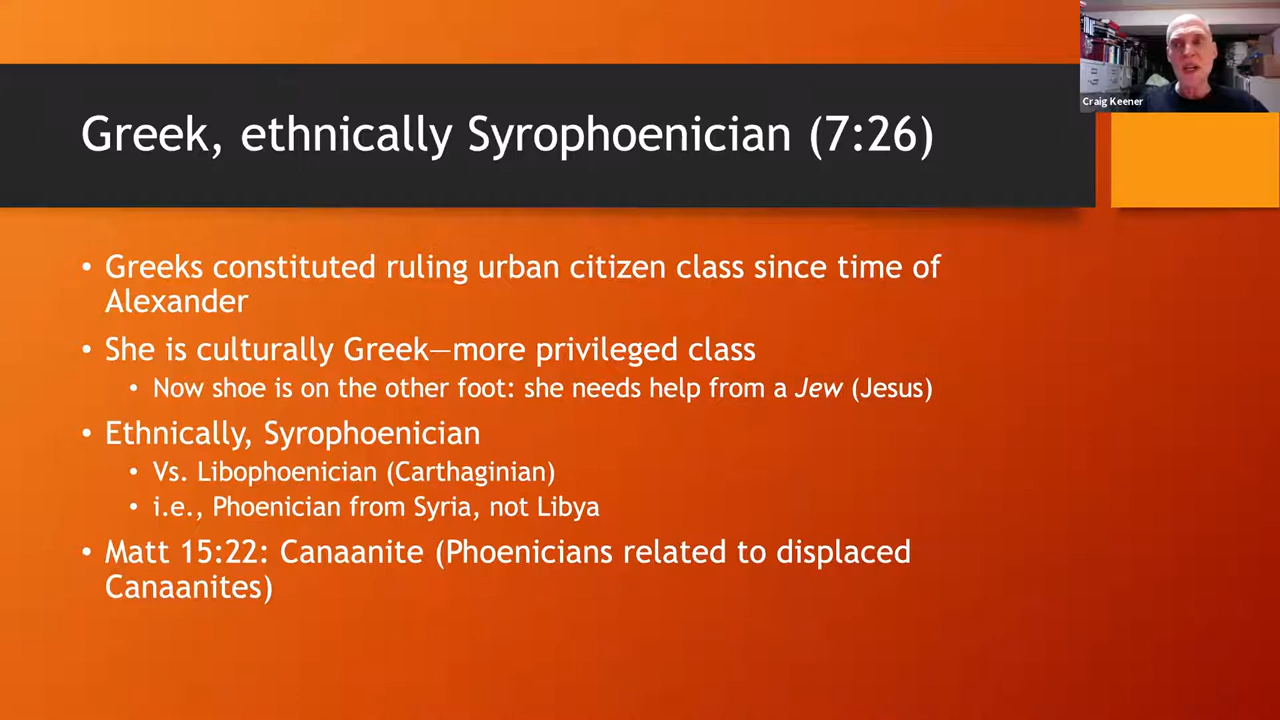 Craig Keener
Greek, ethnically Syrophoenician (7:26)
• Greeks constituted ruling urban citizen class since time of
Alexander
• She is culturally Greek—more privileged class
• Now shoe is on the other foot: she needs help from a Jew (Jesus)
• Ethnically, Syrophoenician
• Vs. Libophoenician (Carthaginian)
• i.e., Phoenician from Syria, not Libya
• Matt 15:22: Canaanite (Phoenicians related to displaced
Canaanites)